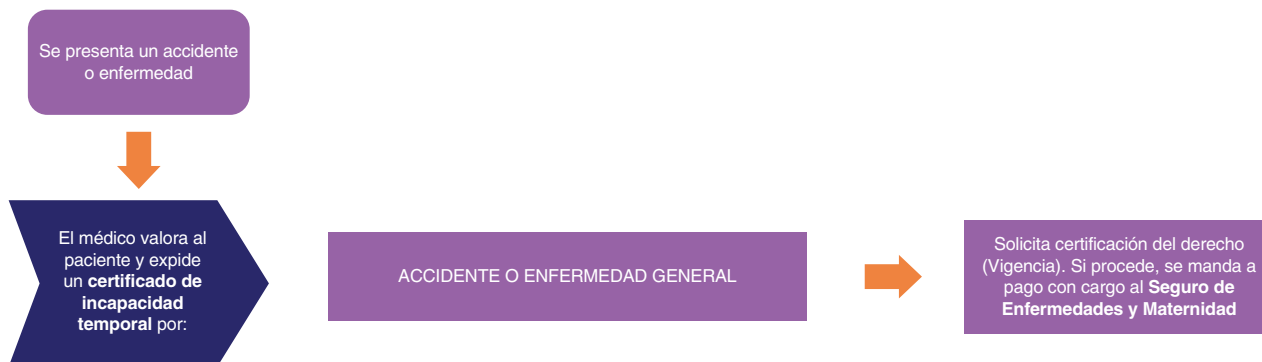 Se presenta un accidente
o enfermedad
El médico valora al
paciente y expide
un certificado de
incapacidad
temporal por:
ACCIDENTE O ENFERMEDAD GENERAL
Solicita certificación del derecho
(Vigencia). Si procede, se manda a
pago con cargo al Seguro de
Enfermedades y Maternidad